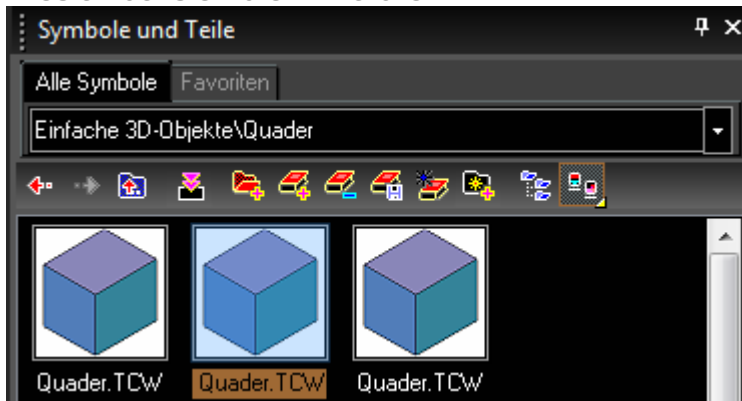 Symbole und Teile
Alle Symbole Favoriten
Einfache 3D-Objekte\Quader
Quader.TCW Quader.TCW Quader.TCW